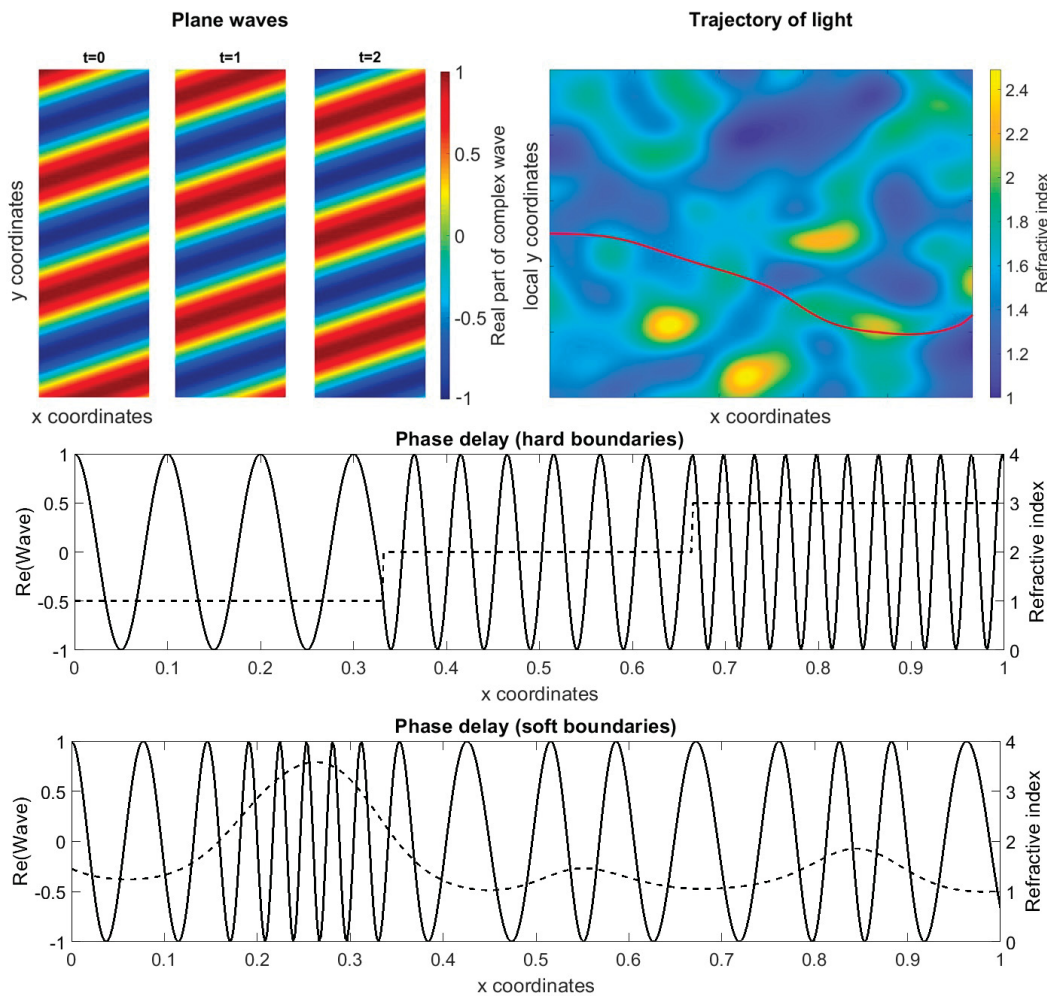 Plane waves
t=0
t=1
t=2
y coordinates
x coordinates
1
0.5
0
-0.5
-1
Real part of complex wave
Trajectory of light
local y coordinates
x coordinates
2.4
2.2
2
1.8
1.6
1.4
1.2
1
Refractive index
Phase delay (hard boundaries)
Re(Wave)
1
0.5
0
-0.5
-1
4
3
2
1
0
Refractive index
0 0.1 0.2 0.3 0.4 0.5 0.6 0.7 0.8 0.9 1
x coordinates
Phase delay (soft boundaries)
Re(Wave)
1
0.5
0
-0.5
-1
4
3
2
1
0
Refractive index
0 0.1 0.2 0.3 0.4 0.5 0.6 0.7 0.8 0.9 1
x coordinates